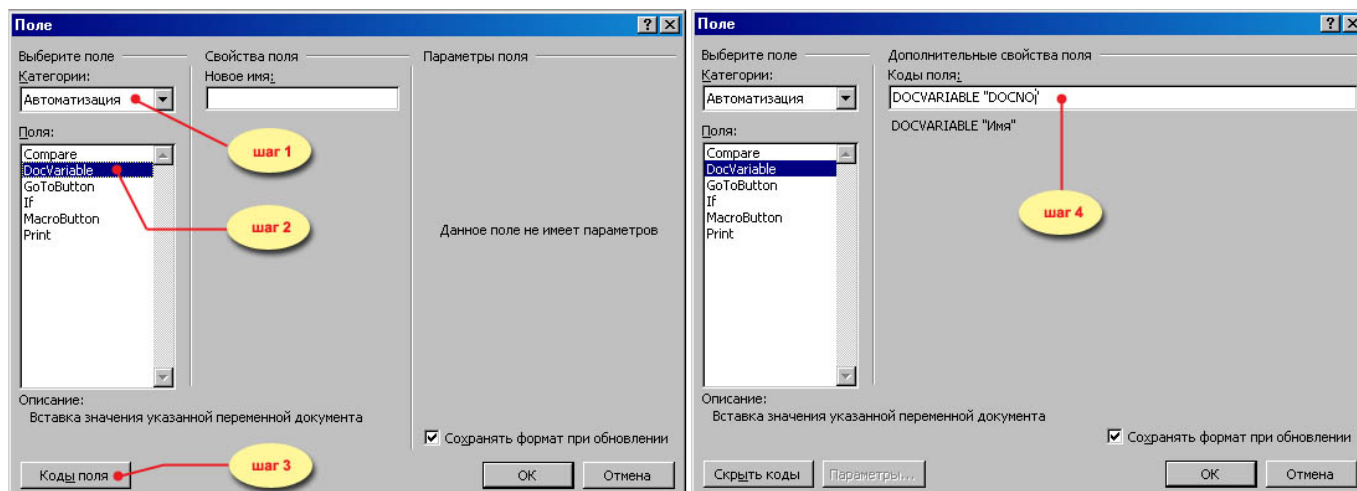 Поле
Выберите поле
Категории:
Автоматизация
Поля:
Compare
DocVariable
GoToButton
If
MacroButton
Print
Свойства поля
Новое имя:
Параметры поля
Данное поле не имеет параметров
шаг 1
шаг 2
Описание:
Вставка значения указанной переменной документа
Сохранять формат при обновлении
Коды поля
шаг 3
ОК
Отмена
Поле
Выберите поле
Категории:
Автоматизация
Поля:
Compare
DocVariable
GoToButton
If
MacroButton
Print
Дополнительные свойства поля
Коды поля:
DOCVARIABLE "DOCNO"
DOCVARIABLE "Имя"
шаг 4
Описание:
Вставка значения указанной переменной документа
Сохранять формат при обновлении
Скрыть коды
Параметры...
ОК
Отмена